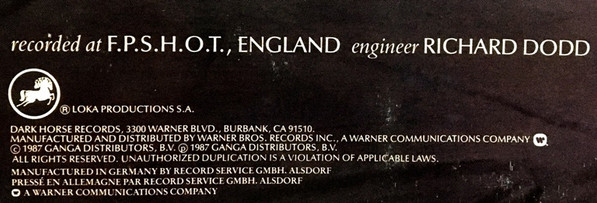 recorded at F.P.S.H.O.T., ENGLAND engineer RICHARD DODD
® LOKA PRODUCTIONS S.A.
DARK HORSE RECORDS, 3300 WARNER BLVD., BURBANK, CA 91510.
MANUFACTURED AND DISTRIBUTED BY WARNER BROS. RECORDS INC., A WARNER COMMUNICATIONS COMPANY
© 1987 GANGA DISTRIBUTORS, B.V. ℗ 1987 GANGA DISTRIBUTORS, B.V.
ALL RIGHTS RESERVED. UNAUTHORIZED DUPLICATION IS A VIOLATION OF APPLICABLE LAWS.
MANUFACTURED IN GERMANY BY RECORD SERVICE GMBH. ALSDORF
PRESSÉ EN ALLEMAGNE PAR RECORD SERVICE GMBH. ALSDORF
A WARNER COMMUNICATIONS COMPANY